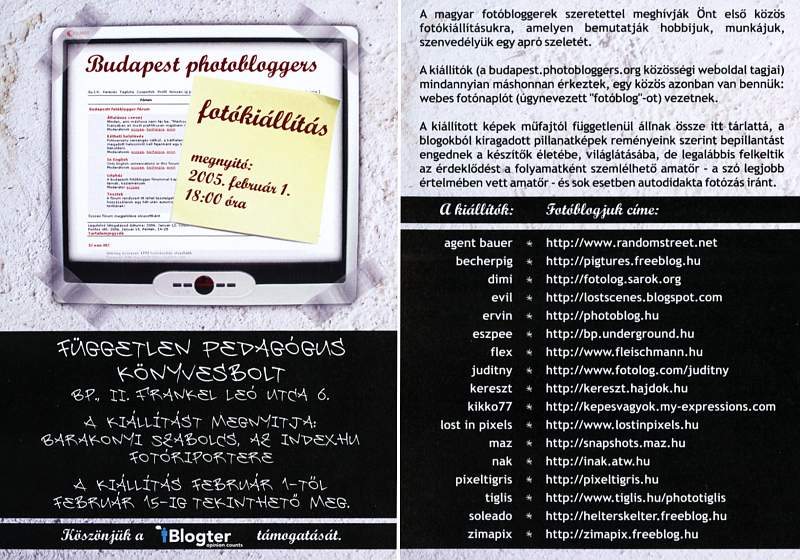 Budapest photobloggers
Fórum
Budapesti fotóblogger fórum
In English
fotókiállítás
megnyitó:
2005. február 1.
18:00 óra
FÜGGETLEN PEDAGÓGUS
KÖNYVESBOLT
BP., II. FRANKEL LEÓ UTCA 6.
A KIÁLLÍTÁST MEGNYITJA:
BARAKONYI SZABOLCS, AZ INDEX.HU
FOTÓRIPORTERE
A KIÁLLÍTÁS FEBRUÁR 1-TŐL
FEBRUÁR 15-IG TEKINTHETŐ MEG.
Köszönjük a Blogter támogatását.
opinion counts
A magyar fotóbloggerek szeretettel meghívják Önt első közös
fotókiállításukra, amelyen bemutatják hobbijuk, munkájuk,
szenvedélyük egy apró szeletét.
A kiállítók (a budapest.photobloggers.org közösségi weboldal tagjai)
mindannyian máshonnan érkeztek, egy közös azonban van bennük:
webes fotónaplót (úgynevezett "fotóblog"-ot) vezetnek.
A kiállított képek műfajtól függetlenül állnak össze itt tárlattá, a
blogokból kiragadott pillanatképek reményeink szerint bepillantást
engednek a készítők életébe, világlátásába, de legalábbis felkeltik
az érdeklődést a folyamatként szemlélhető amatőr - a szó legjobb
értelmében vett amatőr - és sok esetben autodidakta fotózás iránt.
A kiállítók: Fotóblogjuk címe:
agent bauer * http://www.randomstreet.net
becherpig * http://pigtures.freeblog.hu
dimi * http://fotolog.sarok.org
evil * http://lostscenes.blogspot.com
ervin * http://photoblog.hu
eszpee * http://bp.underground.hu
flex * http://www.fleischmann.hu
juditny * http://www.fotolog.com/juditny
kereszt * http://kereszt.hajdok.hu
kikko77 * http://kepesvagyok.my-expressions.com
lost in pixels * http://www.lostinpixels.hu
maz * http://snapshots.maz.hu
nak * http://inak.atw.hu
pixeltigris * http://pixeltigris.hu
tiglis * http://www.tiglis.hu/phototiglis
soleado * http://helterskelter.freeblog.hu
zimapix * http://zimapix.freeblog.hu